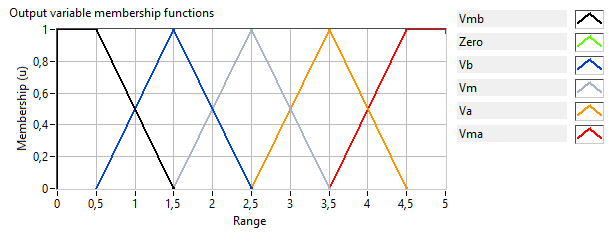 Output variable membership functions
Membership (u)
1
0,8
0,6
0,4
0,2
0
0 0,5 1 1,5 2 2,5 3 3,5 4 4,5 5
Range
Vmb
Zero
Vb
Vm
Va
Vma